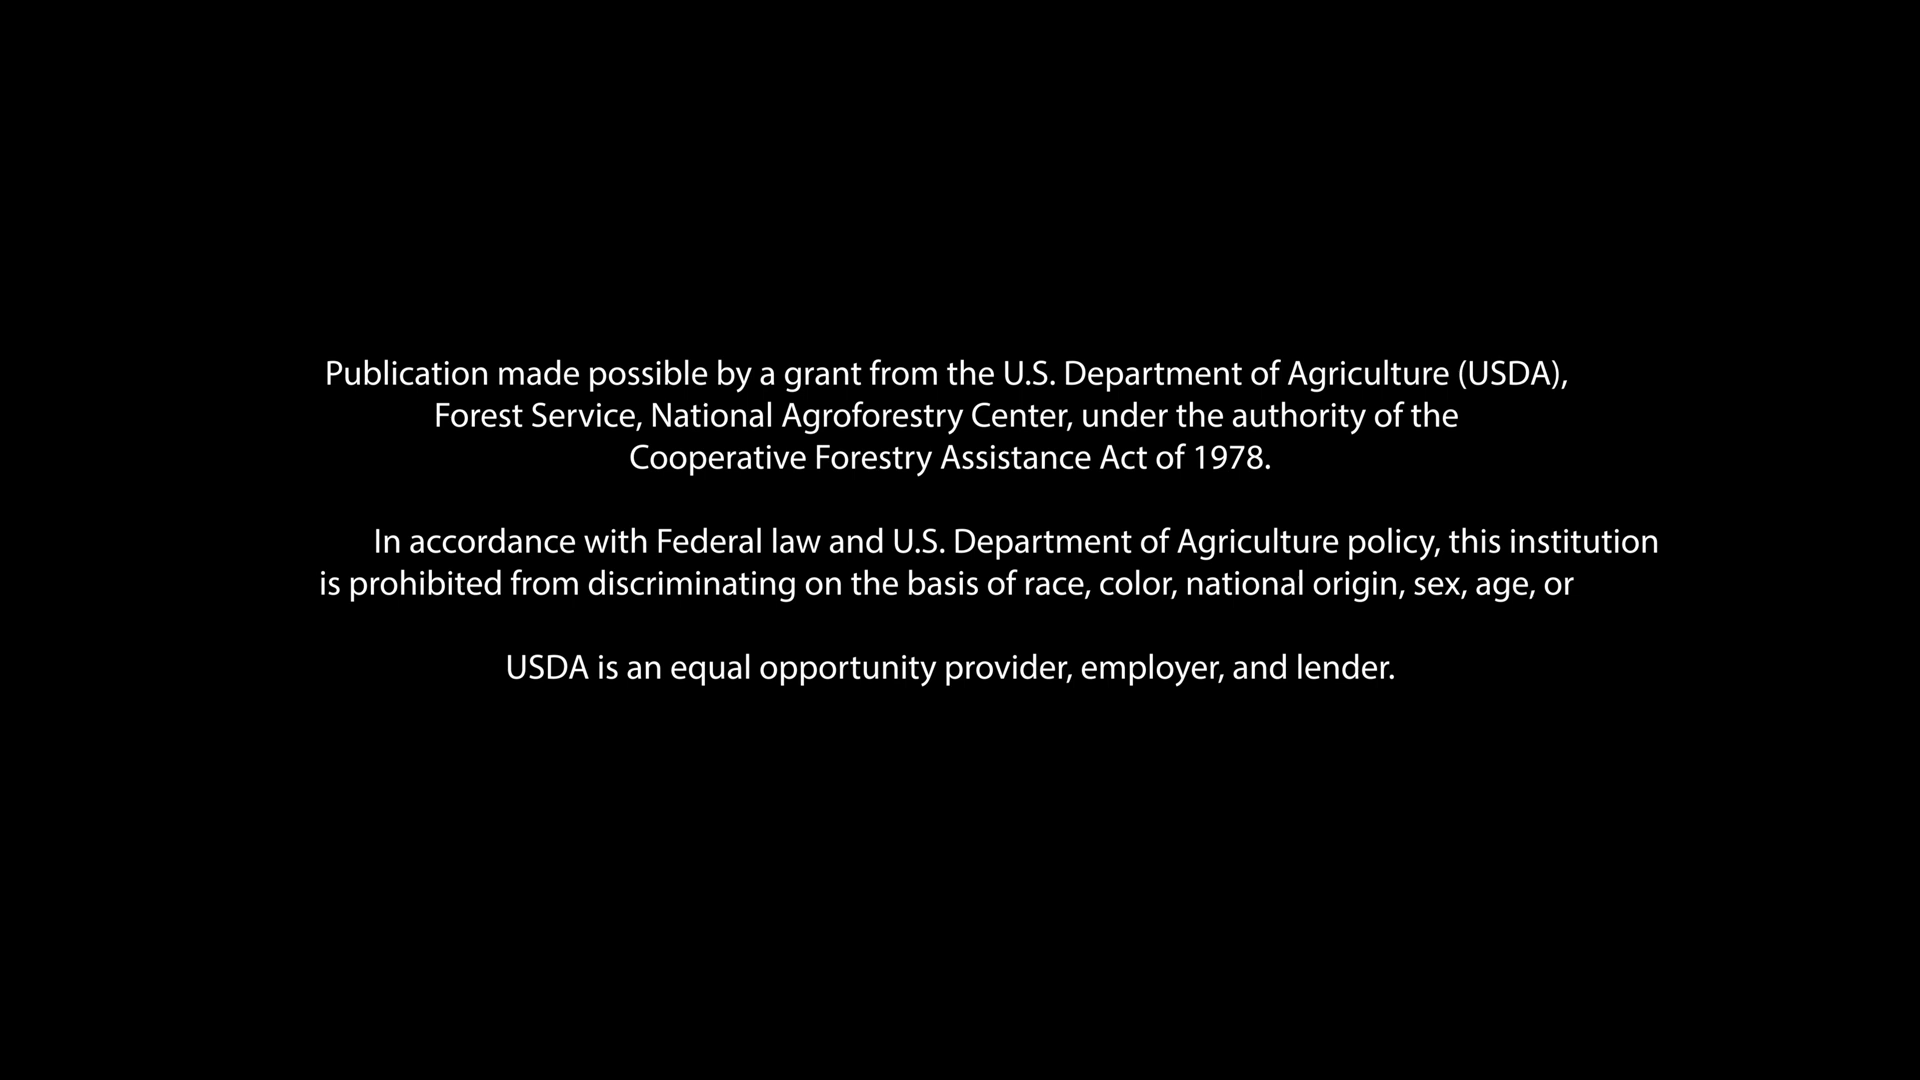 Publication made possible by a grant from the U.S. Department of Agriculture (USDA),
Forest Service, National Agroforestry Center, under the authority of the
Cooperative Forestry Assistance Act of 1978.
In accordance with Federal law and U.S. Department of Agriculture policy, this institution
is prohibited from discriminating on the basis of race, color, national origin, sex, age, or
USDA is an equal opportunity provider, employer, and lender.